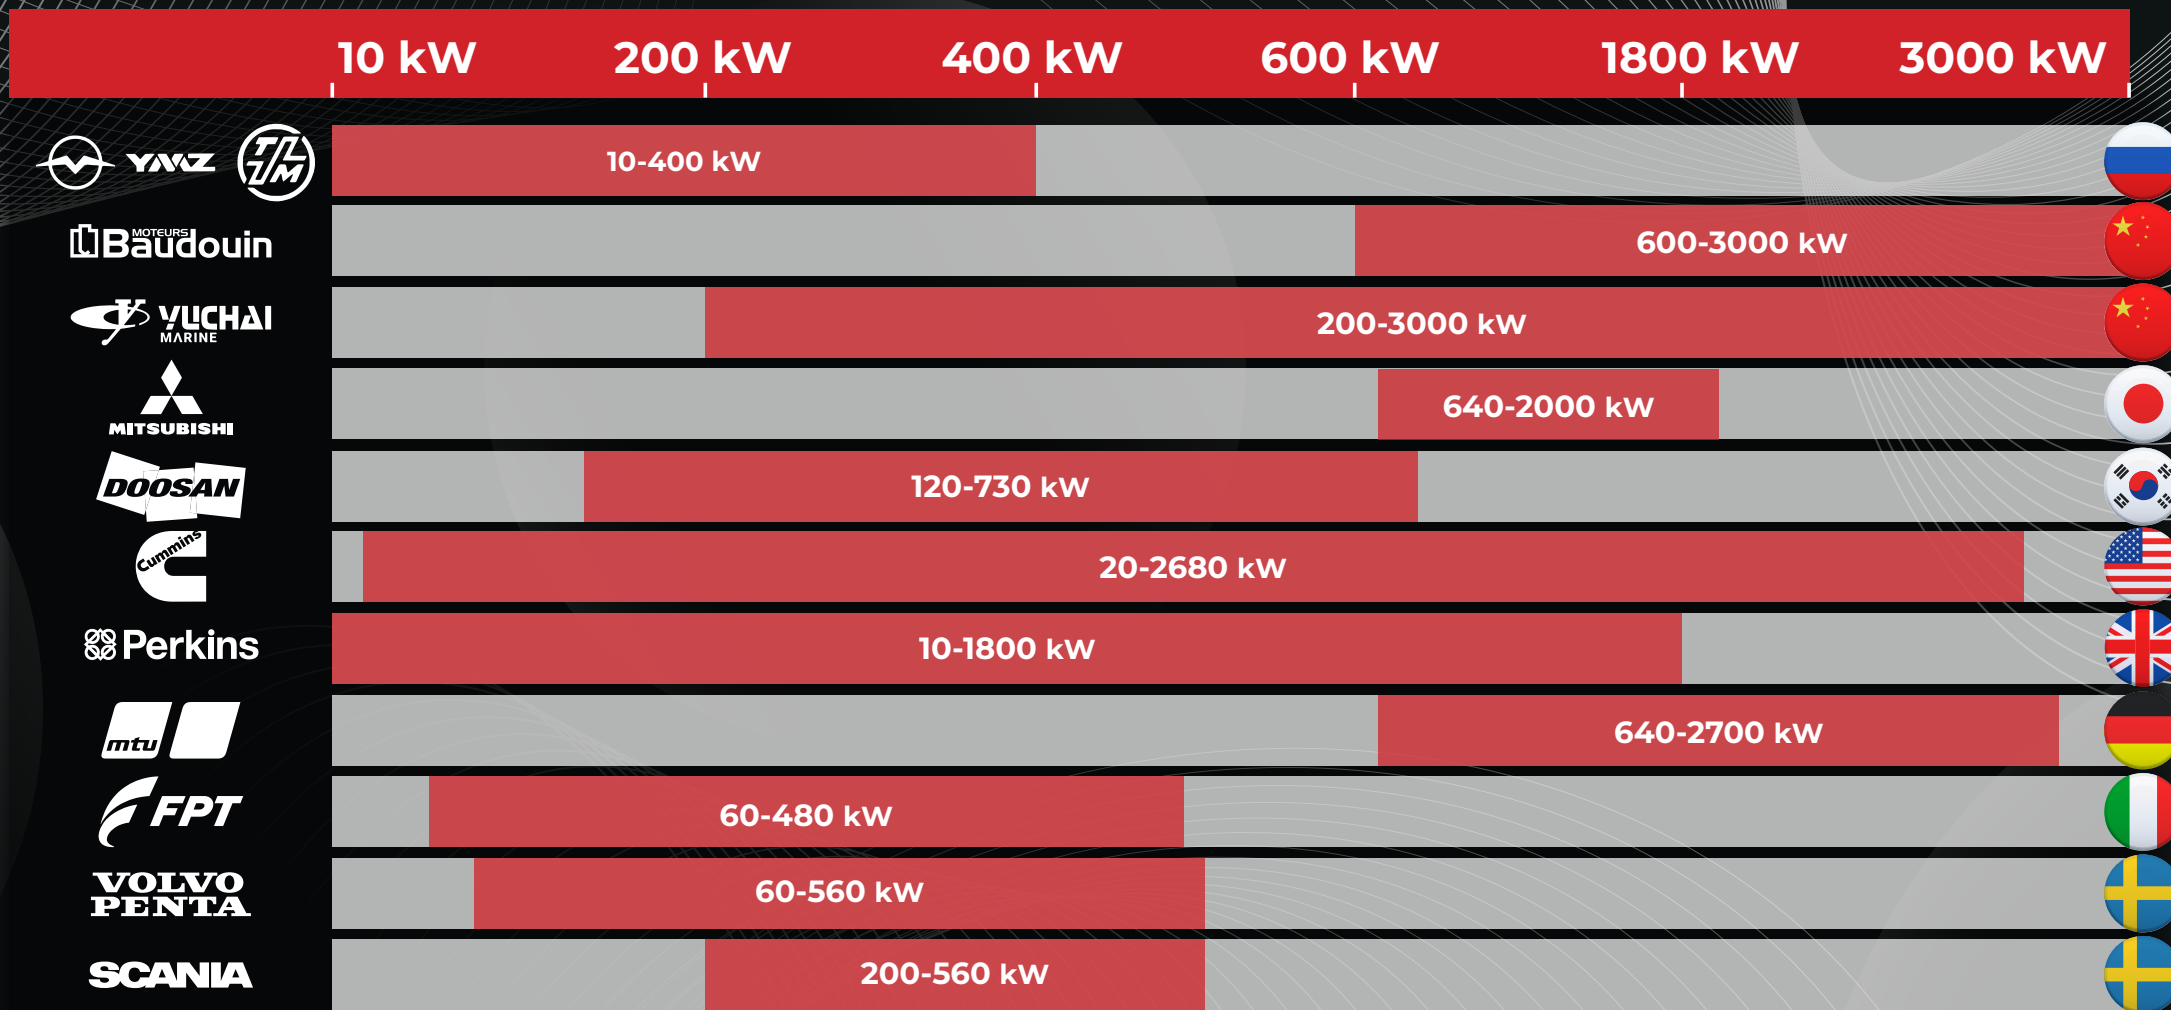 10 kW 200 kW 400 kW 600 kW 1800 kW 3000 kW
YMZ TMM 10-400 kW
MOTEURS
Baudouin 600-3000 kW
YUCHAI 200-3000 kW
MARINE
MITSUBISHI 640-2000 kW
DOOSAN 120-730 kW
Cummins 20-2680 kW
Perkins 10-1800 kW
mtu 640-2700 kW
FPT 60-480 kW
VOLVO
PENTA 60-560 kW
SCANIA 200-560 kW